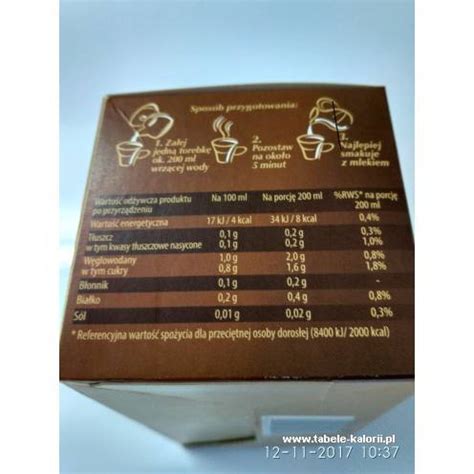 Sposób przygotowania:
1. Zalej
jedną torebkę
ok. 200 ml
wrzącej wody
2.
Pozostaw
na około
5 minut
3.
Najlepiej
smakuje
z mlekiem
Wartość odżywcza produktu po przyrządzeniu Na 100 ml Na porcję 200 ml %RWS* na porcję 200 ml
Wartość energetyczna 17 kJ/ 4 kcal 34 kJ/ 8 kcal 0,4%
Tłuszcz 0,1 g 0,2 g 0,3%
w tym kwasy tłuszczowe nasycone 0,1 g 0,2 g 1,0%
Węglowodany 1,0 g 2,0 g 0,8%
w tym cukry 0,8 g 1,6 g 1,8%
Błonnik 0,1 g 0,2 g
Białko 0,2 g 0,4 g 0,8%
Sól 0,01 g 0,02 g 0,3%
* Referencyjna wartość spożycia dla przeciętnej osoby dorosłej (8400 kJ/ 2000 kcal)
www.tabele-kalorii.pl
12-11-2017 10:37